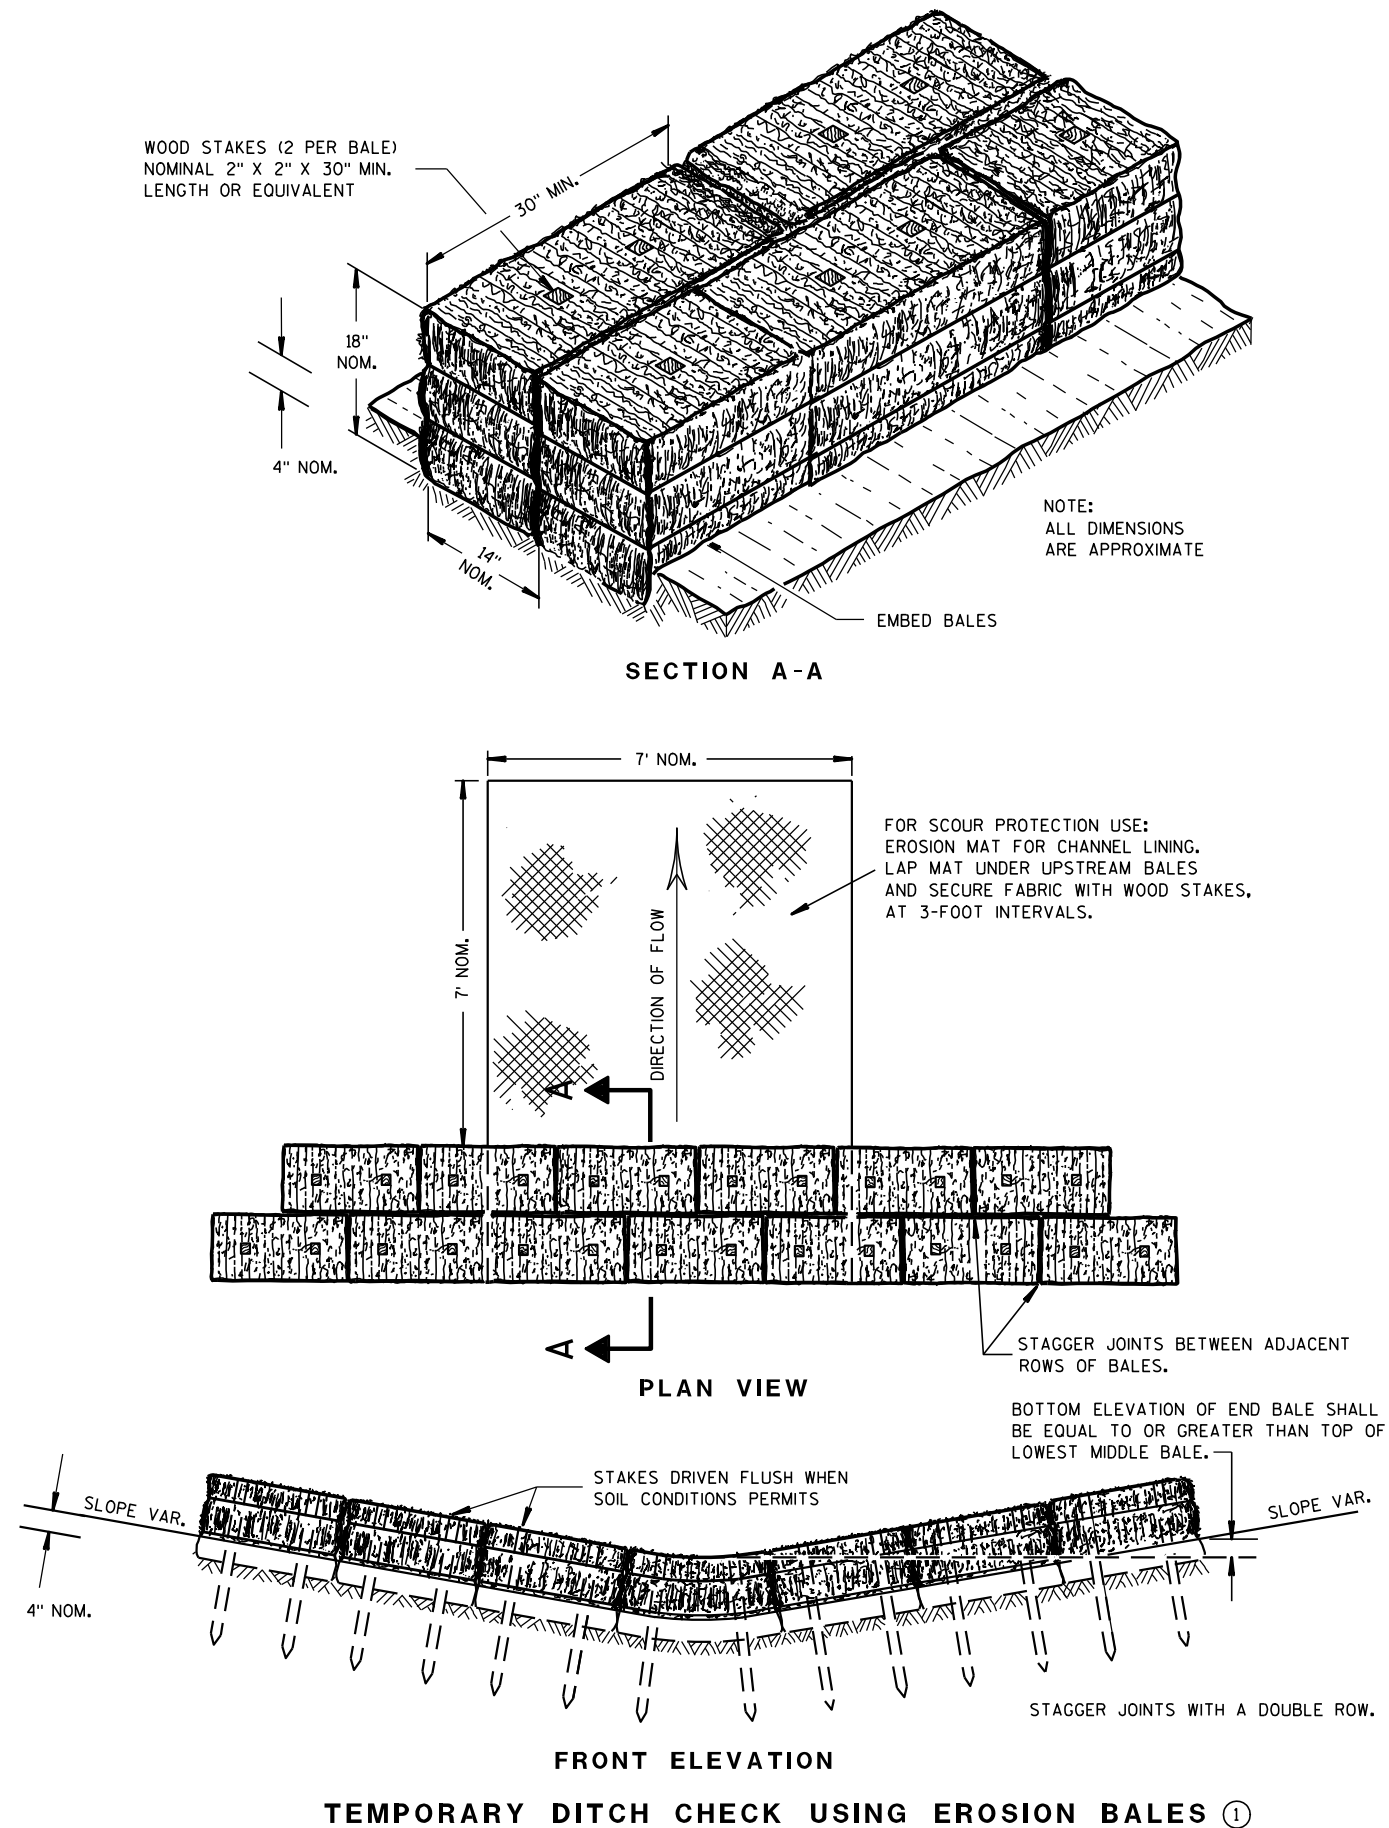 WOOD STAKES (2 PER BALE)
NOMINAL 2" X 2" X 30" MIN.
LENGTH OR EQUIVALENT
30" MIN.
18"
NOM.
4" NOM.
14"
NOM.
NOTE:
ALL DIMENSIONS
ARE APPROXIMATE
EMBED BALES
SECTION A-A
7' NOM.
7' NOM.
DIRECTION OF FLOW
FOR SCOUR PROTECTION USE:
EROSION MAT FOR CHANNEL LINING.
LAP MAT UNDER UPSTREAM BALES
AND SECURE FABRIC WITH WOOD STAKES,
AT 3-FOOT INTERVALS.
A
A
STAGGER JOINTS BETWEEN ADJACENT
ROWS OF BALES.
PLAN VIEW
BOTTOM ELEVATION OF END BALE SHALL
BE EQUAL TO OR GREATER THAN TOP OF
LOWEST MIDDLE BALE.
STAKES DRIVEN FLUSH WHEN
SOIL CONDITIONS PERMITS
SLOPE VAR.
SLOPE VAR.
4" NOM.
STAGGER JOINTS WITH A DOUBLE ROW.
FRONT ELEVATION
TEMPORARY DITCH CHECK USING EROSION BALES ①